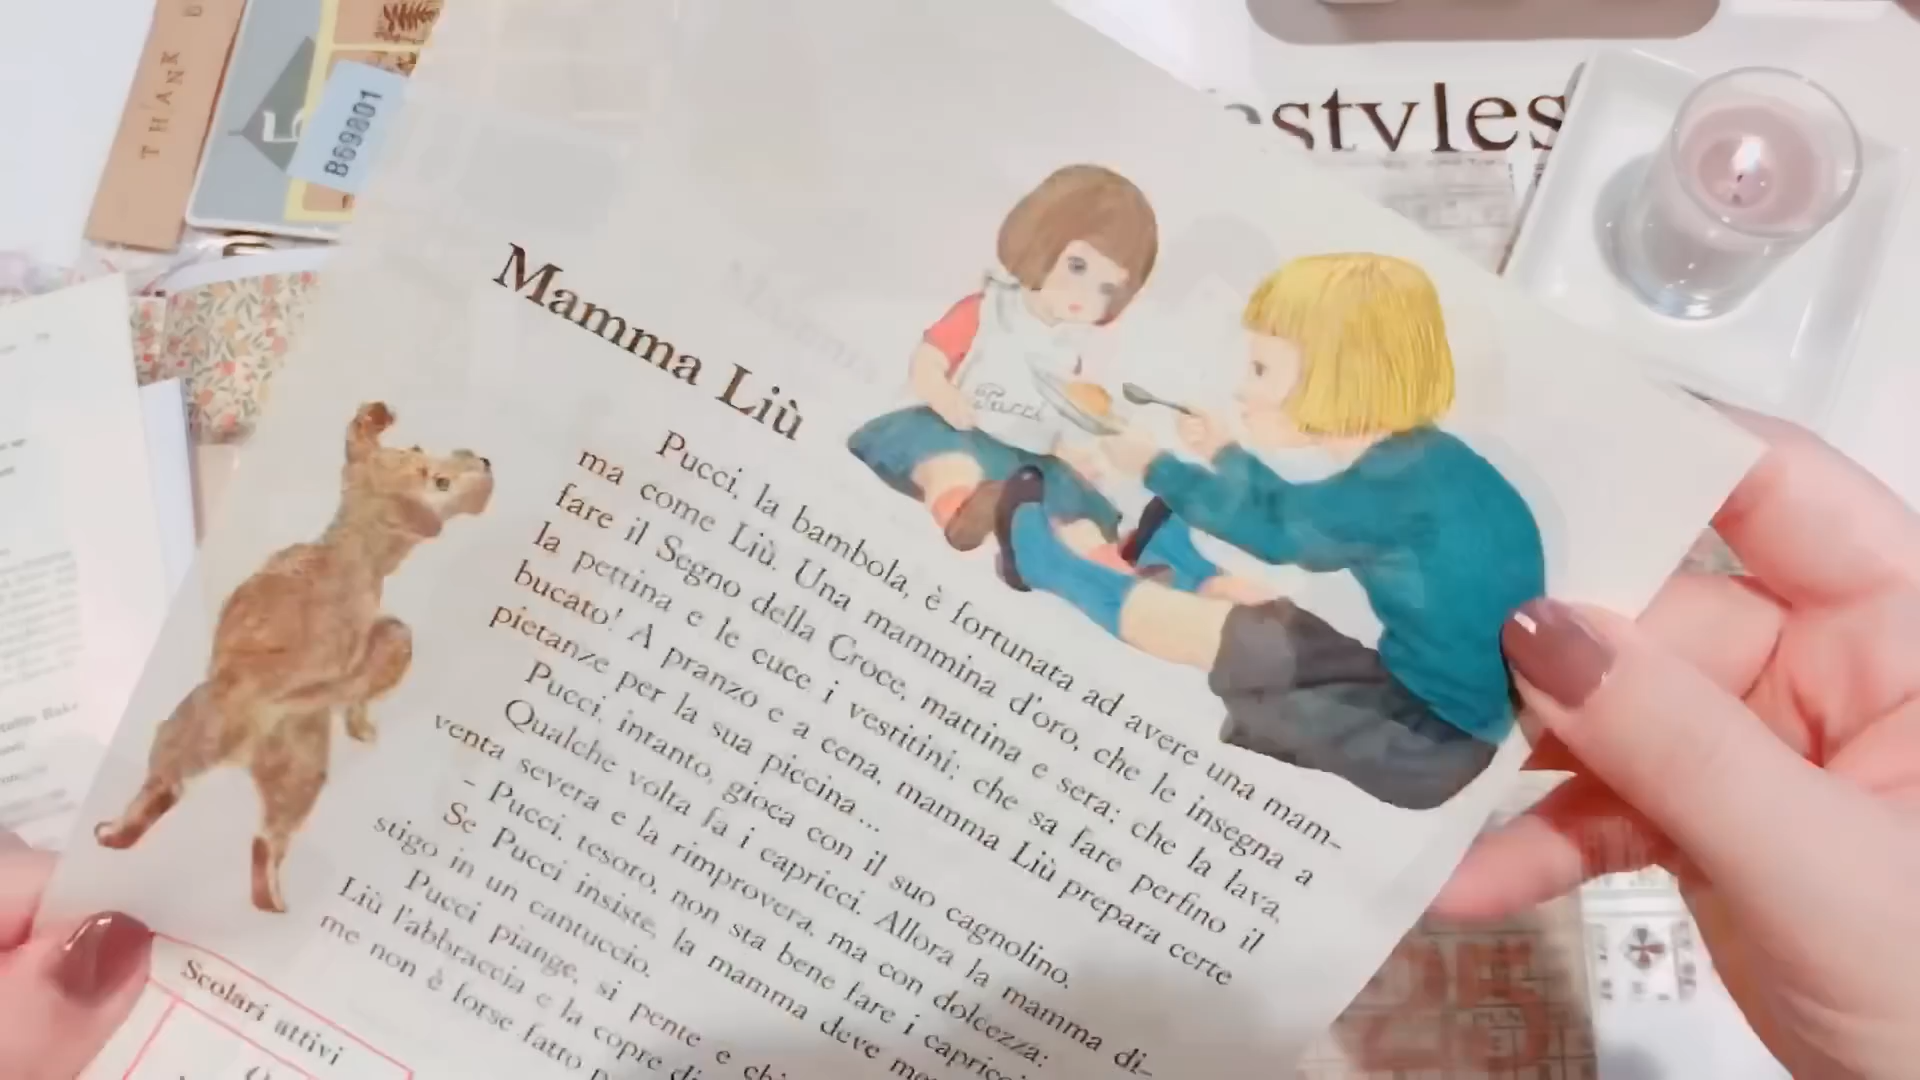 THANK
B69801
5
estyles
Mamma Liù
Pucci
Pucci, la bambola, è fortunata ad avere una mam-
ma come Liù. Una mammina d'oro, che le insegna a
fare il Segno della Croce, mattina e sera: che la lava,
la pettina e le cuce i vestitini; che sa fare perfino il
bucato! A pranzo e a cena, mamma Liù prepara certe
pietanze per la sua piccina...
Pucci, intanto, gioca con il suo cagnolino.
Qualche volta fa i capricci. Allora la mamma di-
venta severa e la rimprovera, ma con dolcezza:
- Pucci, tesoro, non sta bene fare i capricci
Se Pucci insiste, la mamma deve me
stigo in un cantuccio.
Pucci piange, si pente e chi
Liù l'abbraccia e la copre di
me non è forse fatto p
Scolari attivi
25